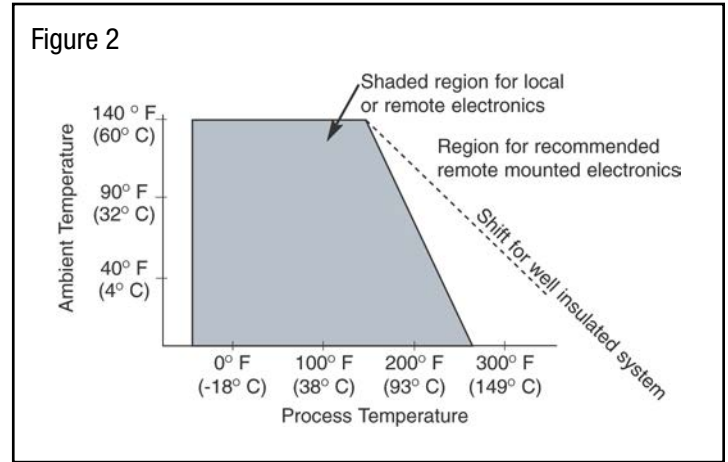 Figure 2
Shaded region for local
or remote electronics
Region for recommended
remote mounted electronics
Shift for well insulated system
Ambient Temperature
140 ° F
(60° C)
90° F
(32° C)
40° F
(4° C)
0° F 100° F 200° F 300° F
(-18° C) (38° C) (93° C) (149° C)
Process Temperature